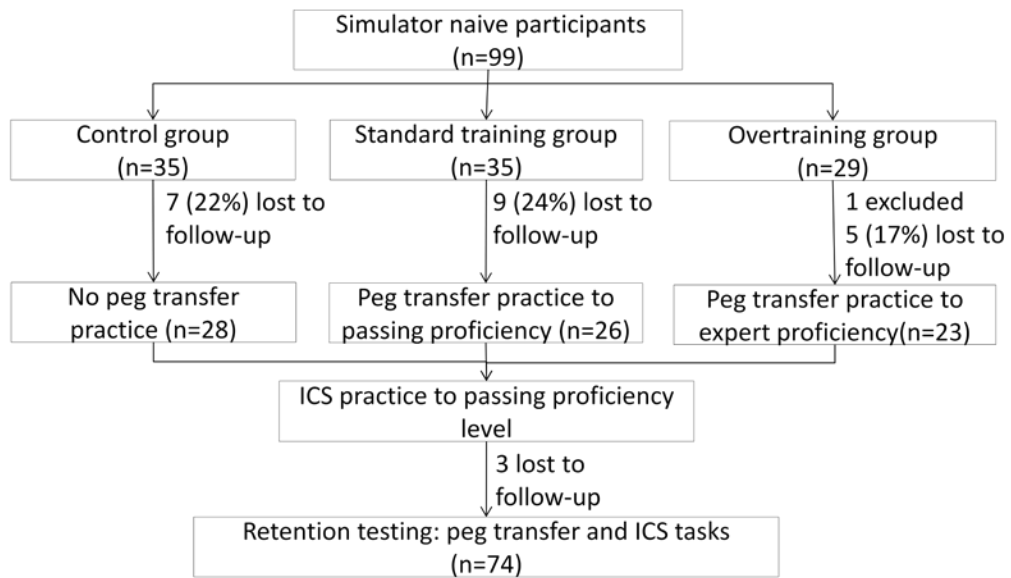 Simulator naive participants
(n=99)
Control group
(n=35)
Standard training group
(n=35)
Overtraining group
(n=29)
7 (22%) lost to
follow-up
9 (24%) lost to
follow-up
1 excluded
5 (17%) lost to
follow-up
No peg transfer
practice (n=28)
Peg transfer practice to
passing proficiency (n=26)
Peg transfer practice to
expert proficiency(n=23)
ICS practice to passing proficiency
level
3 lost to
follow-up
Retention testing: peg transfer and ICS tasks
(n=74)